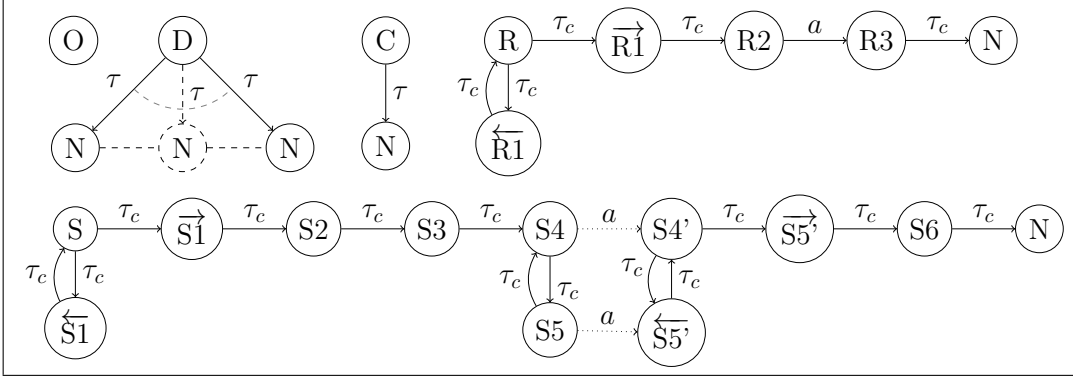 O D C R τc R1→ τc R2 a R3 τc N
τ τ τ τ τc τc
N N N N R1←
S τc S1→ τc S2 τc S3 τc S4 a S4' τc S5'→ τc S6 τc N
τc τc τc τc τc τc
S1← S5 a S5'←